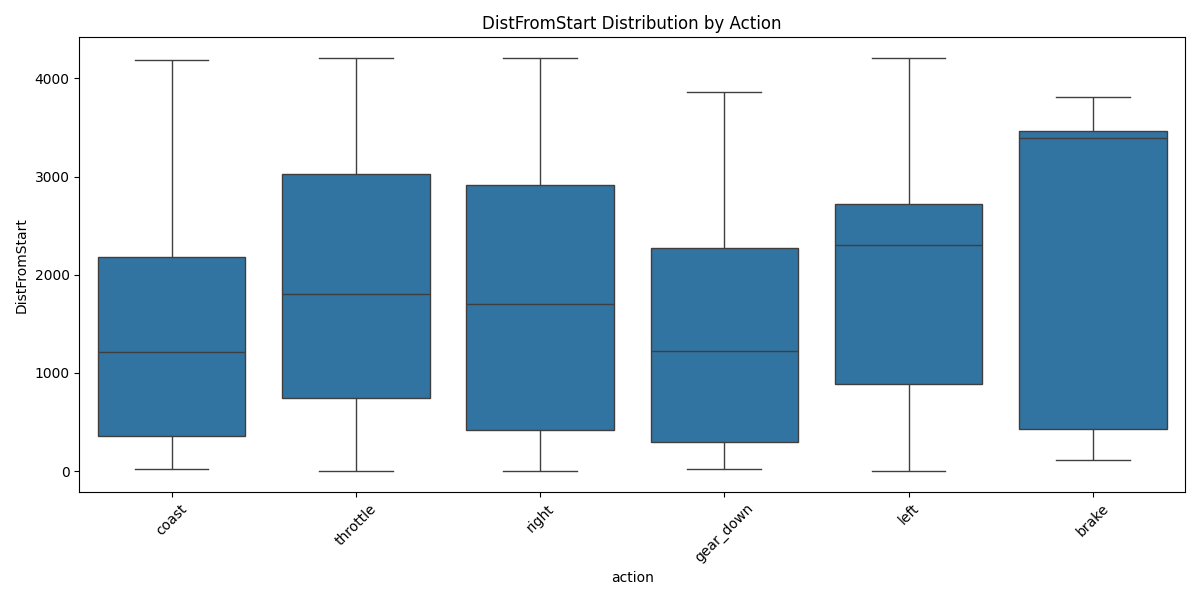 DistFromStart Distribution by Action
DistFromStart
4000
3000
2000
1000
0
coast
throttle
right
gear_down
left
brake
action